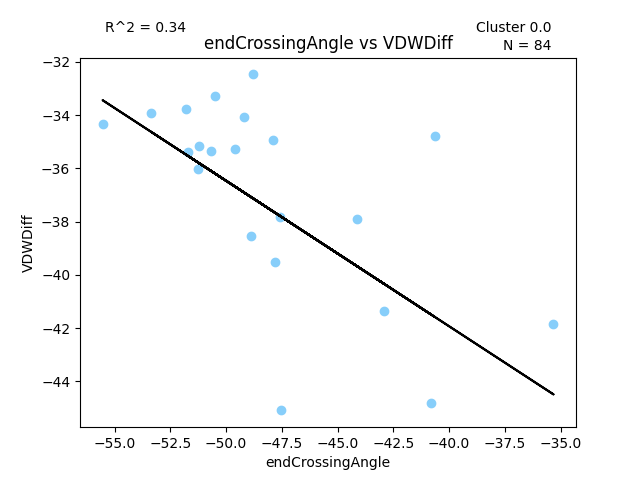 R^2 = 0.34
Cluster 0.0
N = 84
endCrossingAngle vs VDWDiff
−32
−34
−36
−38
−40
−42
−44
VDWDiff
−55.0
−52.5
−50.0
−47.5
−45.0
−42.5
−40.0
−37.5
−35.0
endCrossingAngle